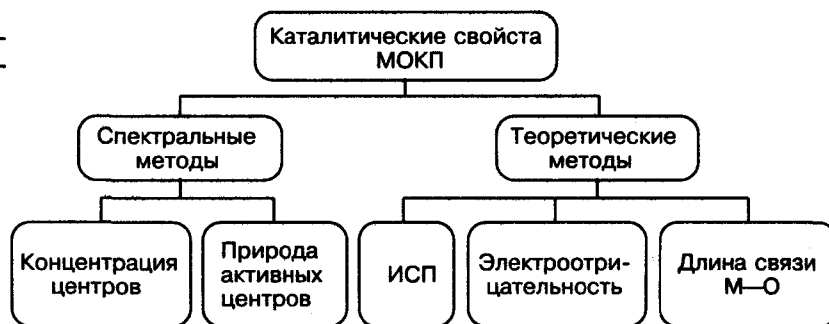 Каталитические свойста
МОКП
Спектральные
методы
Теоретические
методы
Концентрация
центров
Природа
активных
центров
ИСП
Электроотри-
цательность
Длина связи
М—О